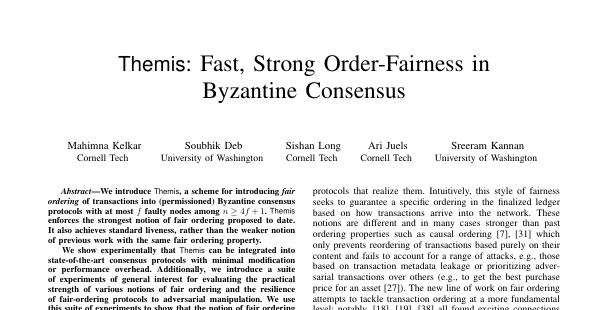 Themis: Fast, Strong Order-Fairness in
Byzantine Consensus
Mahimna Kelkar
Cornell Tech
Soubhik Deb
University of Washington
Sishan Long
Cornell Tech
Ari Juels
Cornell Tech
Sreeram Kannan
University of Washington
Abstract—We introduce Themis, a scheme for introducing fair
ordering of transactions into (permissioned) Byzantine consensus
protocols with at most f faulty nodes among n ≥ 4f + 1. Themis
enforces the strongest notion of fair ordering proposed to date.
It also achieves standard liveness, rather than the weaker notion
of previous work with the same fair ordering property.
We show experimentally that Themis can be integrated into
state-of-the-art consensus protocols with minimal modification
or performance overhead. Additionally, we introduce a suite
of experiments of general interest for evaluating the practical
strength of various notions of fair ordering and the resilience
of fair-ordering protocols to adversarial manipulation. We use
this suite of experiments to show that the notion of fair ordering
protocols that realize them. Intuitively, this style of fairness
seeks to guarantee a specific ordering in the finalized ledger
based on how transactions arrive into the network. These
notions are different and in many cases stronger than past
ordering properties such as causal ordering [7], [31] which
only prevents reordering of transactions based purely on their
content and fails to account for a range of attacks, e.g., those
based on transaction metadata leakage or prioritizing adver-
sarial transactions over others (e.g., to get the best purchase
price for an asset [27]). The new line of work on fair ordering
attempts to tackle transaction ordering at a more fundamental
level; notably, [18], [19], [38] all found exciting connections